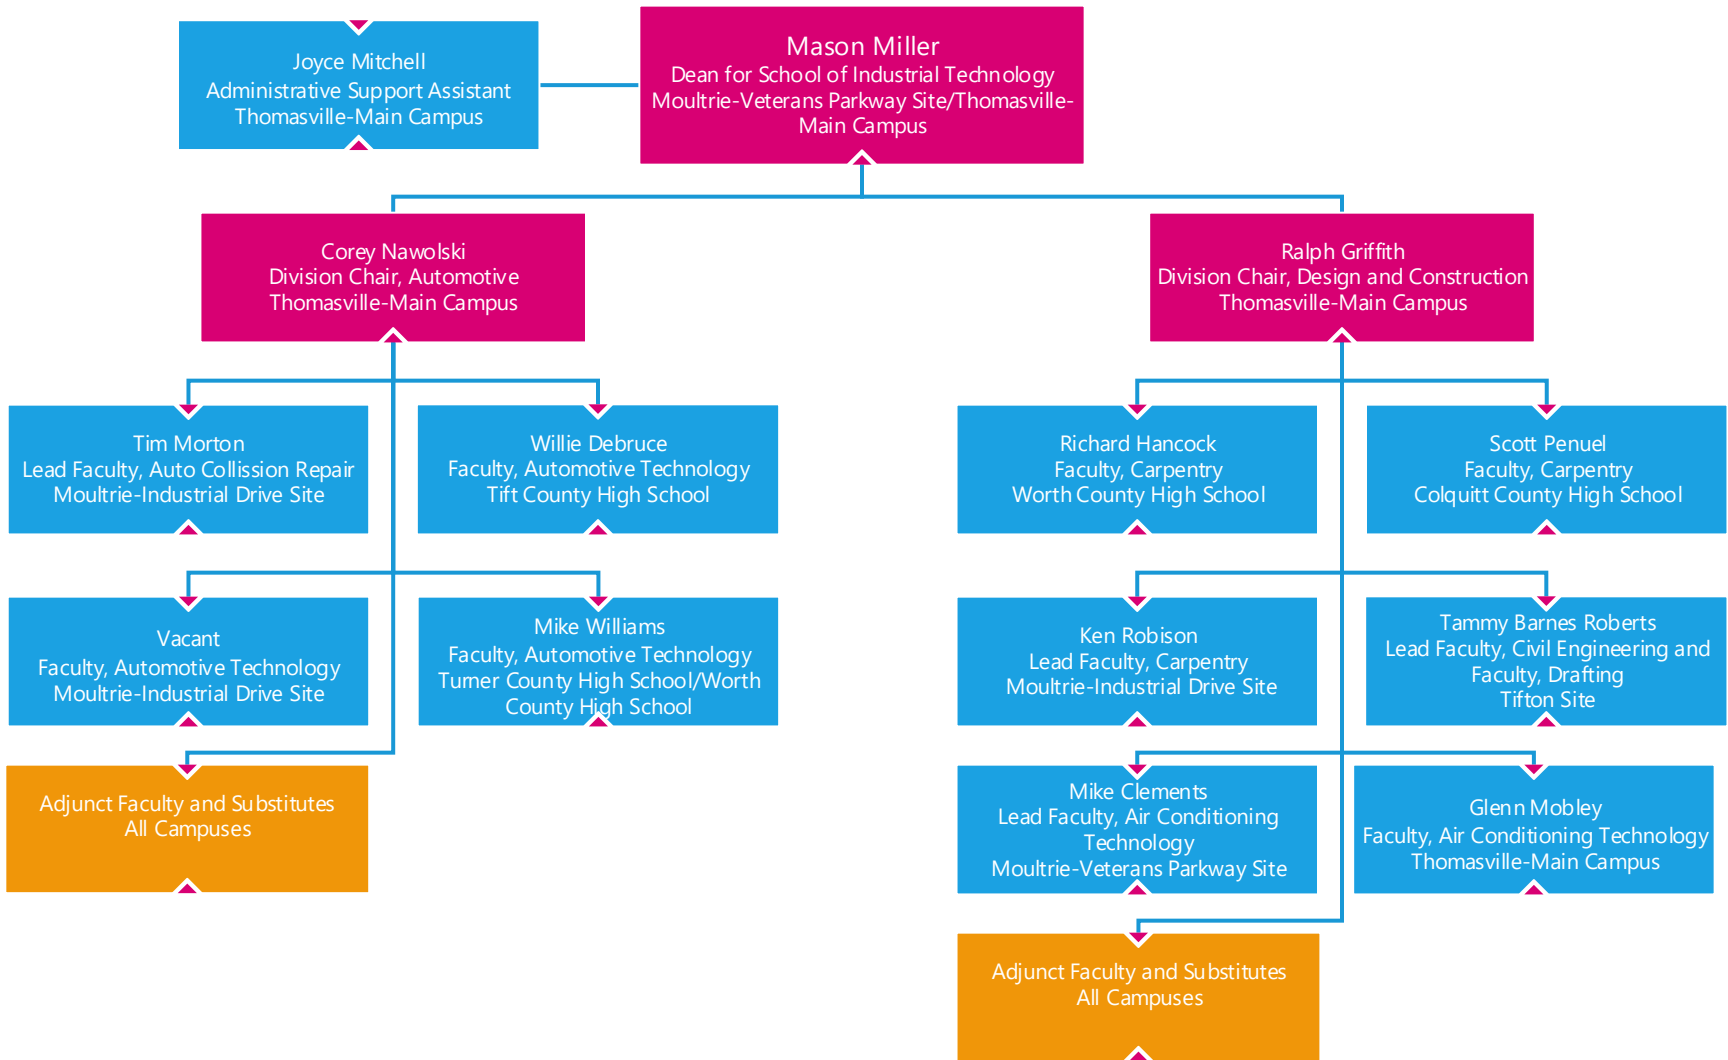 Joyce Mitchell
Administrative Support Assistant
Thomasville-Main Campus
Mason Miller
Dean for School of Industrial Technology
Moultrie-Veterans Parkway Site/Thomasville-
Main Campus
Corey Nawolski
Division Chair, Automotive
Thomasville-Main Campus
Ralph Griffith
Division Chair, Design and Construction
Thomasville-Main Campus
Tim Morton
Lead Faculty, Auto Collission Repair
Moultrie-Industrial Drive Site
Willie Debruce
Faculty, Automotive Technology
Tift County High School
Richard Hancock
Faculty, Carpentry
Worth County High School
Scott Penuel
Faculty, Carpentry
Colquitt County High School
Vacant
Faculty, Automotive Technology
Moultrie-Industrial Drive Site
Mike Williams
Faculty, Automotive Technology
Turner County High School/Worth
County High School
Ken Robison
Lead Faculty, Carpentry
Moultrie-Industrial Drive Site
Tammy Barnes Roberts
Lead Faculty, Civil Engineering and
Faculty, Drafting
Tifton Site
Adjunct Faculty and Substitutes
All Campuses
Mike Clements
Lead Faculty, Air Conditioning
Technology
Moultrie-Veterans Parkway Site
Glenn Mobley
Faculty, Air Conditioning Technology
Thomasville-Main Campus
Adjunct Faculty and Substitutes
All Campuses